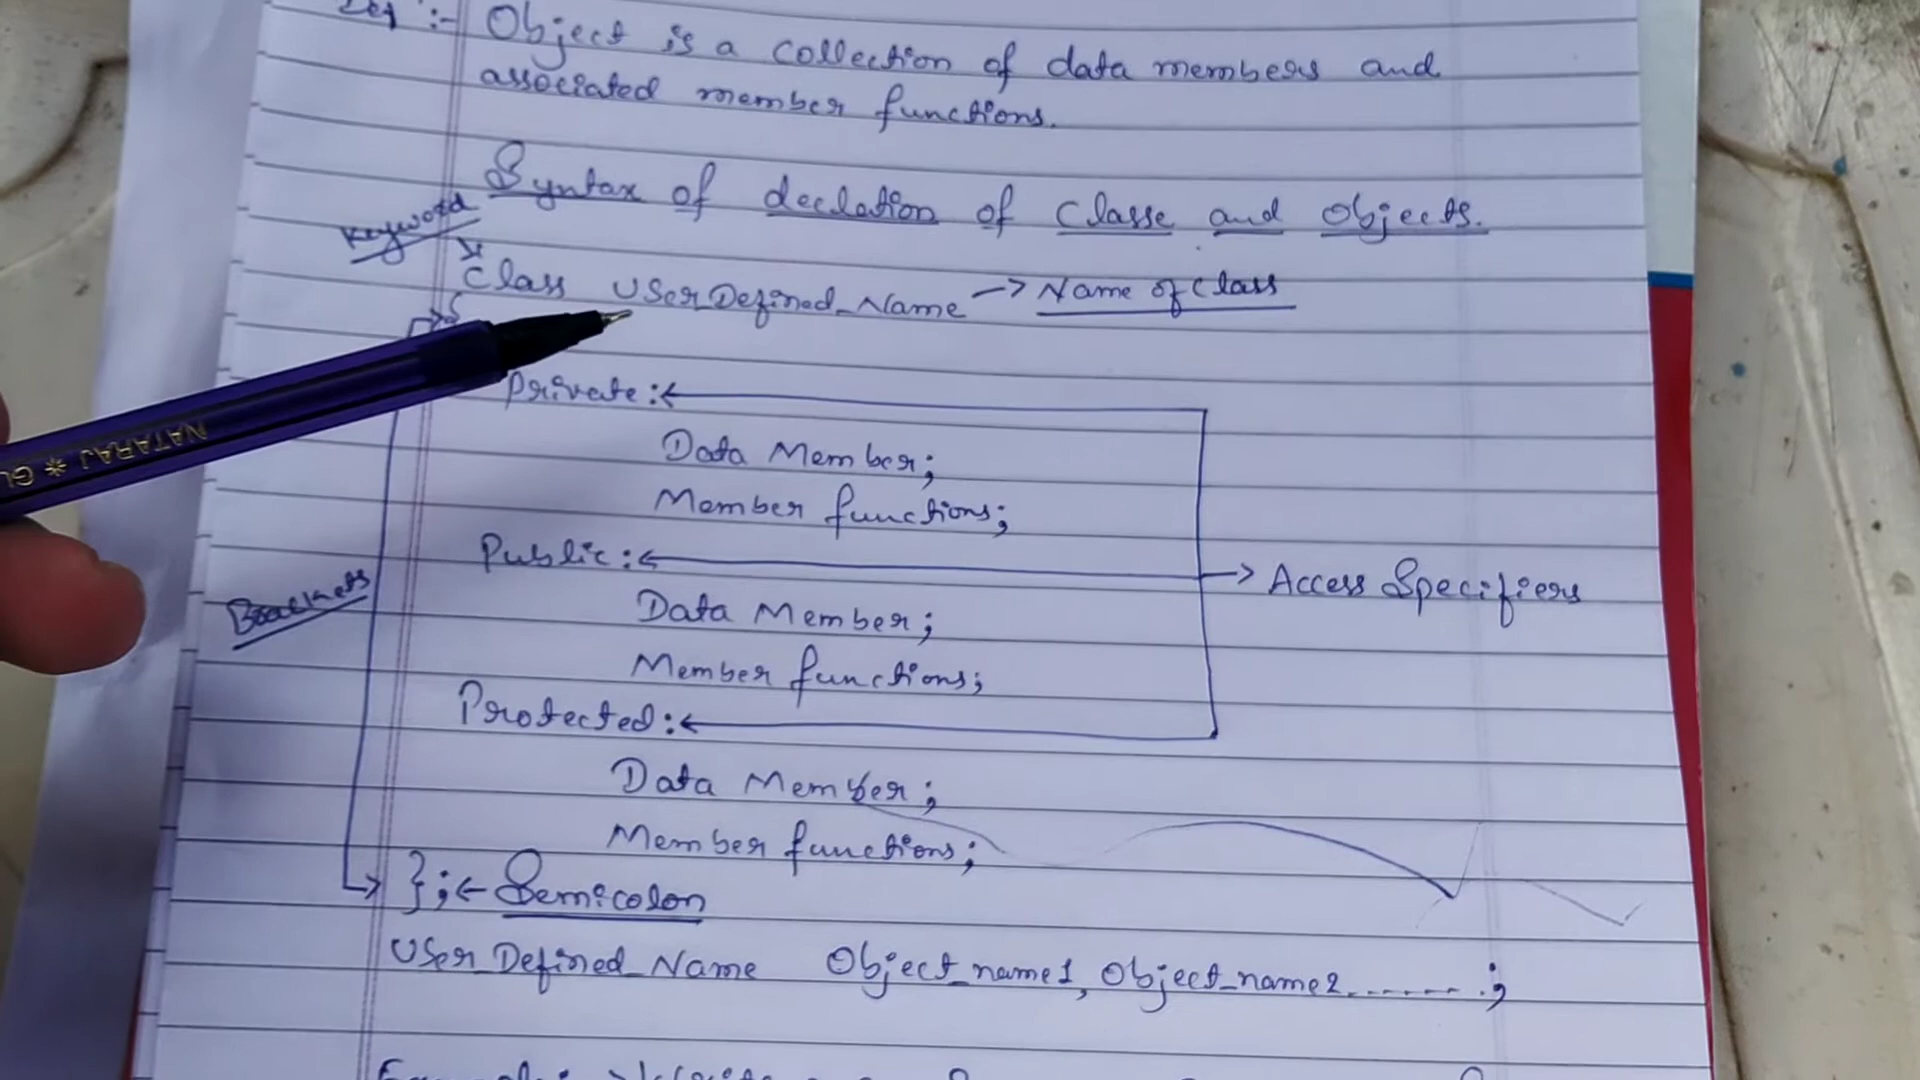 Def :- Object is a collection of data members and
associated member functions.
Syntax of declation of Classe and Objects.
Keyword
Class User_Defined_Name -> Name of Class
{
Private :←
Data Member;
Member functions;
Public :←
-> Access Specifiers
Brackets
Data Member;
Member functions;
Protected :←
Data Member;
Member functions;
-> };← Semicolon
User_Defined_Name Object_name1, Object_name2.......;
NATARAJ